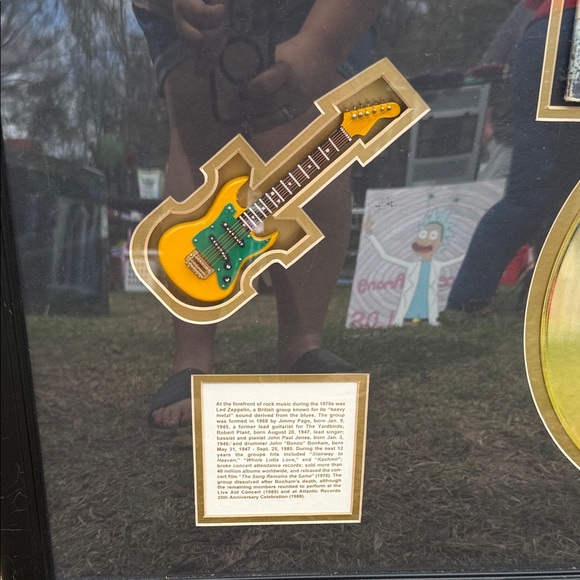 At the forefront of rock music during the 1970s was
Led Zeppelin, a British group known for its "heavy
metal" sound derived from the blues. The group
was formed in 1968 by Jimmy Page, born Jan. 9,
1945, a former lead guitarist for The Yardbirds;
Robert Plant, born August 20, 1947, lead singer;
bassist and pianist John Paul Jones, born Jan. 3,
1946; and drummer John "Bonzo" Bonham, born
May 31, 1947 - Sept. 25, 1980. During the next 12
years the groups hits included "Stairway to
Heaven," "Whole Lotta Love," and "Kashmir";
broke concert attendance records; sold more than
40 million albums worldwide, and released the con-
cert film "The Song Remains the Same" (1976). The
group dissolved after Bonham's death, although
the remaining members reunited to perform at the
Live Aid Concert (1985) and at Atlantic Records
25th Anniversary Celebration (1988).